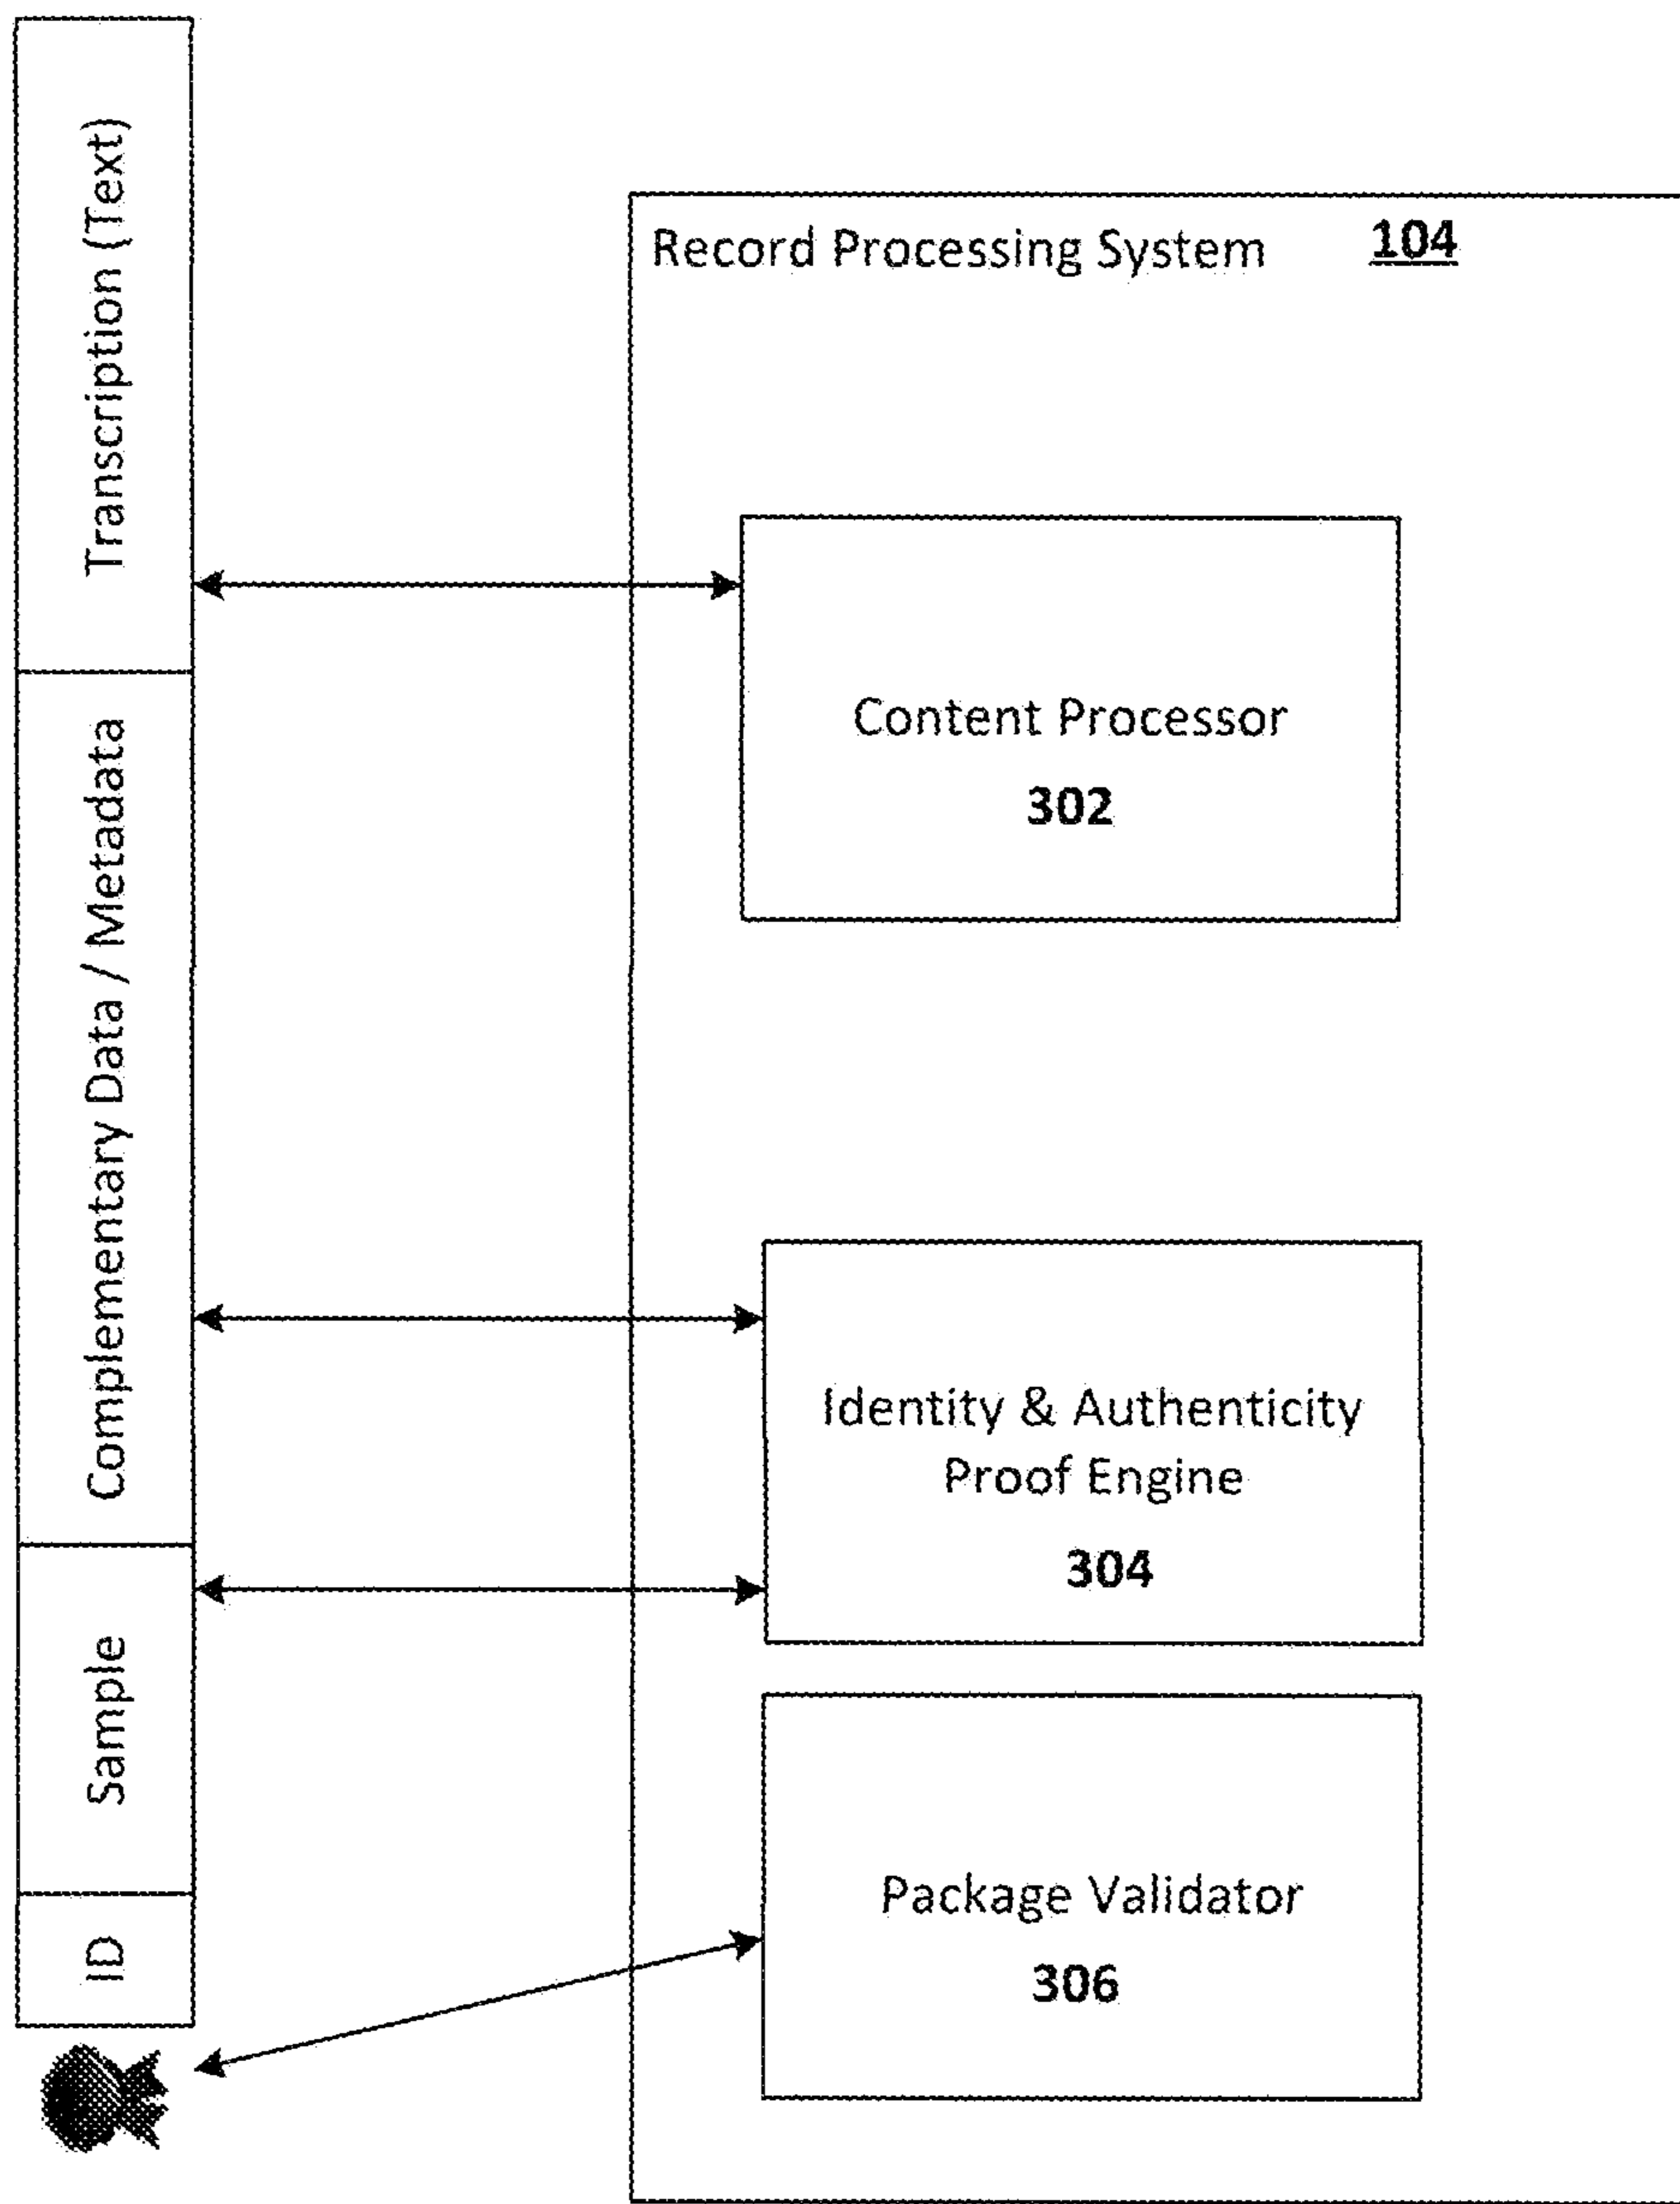 Transcription (Text)
Complementary Data / Metadata
Sample
ID
Record Processing System 104
Content Processor
302
Identity & Authenticity
Proof Engine
304
Package Validator
306